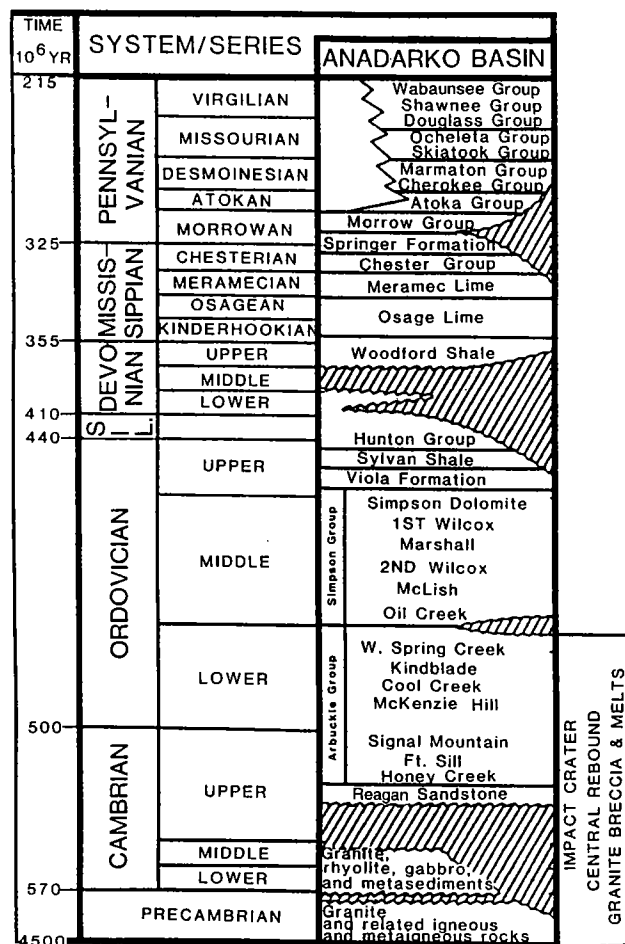 TIME
10⁶ YR
SYSTEM/SERIES
ANADARKO BASIN
215
PENNSYL-
VANIAN
VIRGILIAN
Wabaunsee Group
Shawnee Group
Douglass Group
MISSOURIAN
Ocheleta Group
Skiatook Group
DESMOINESIAN
Marmaton Group
Cherokee Group
ATOKAN
Atoka Group
MORROWAN
Morrow Group
Springer Formation
325
MISSIS-
SIPPIAN
CHESTERIAN
Chester Group
MERAMECIAN
Meramec Lime
OSAGEAN
Osage Lime
KINDERHOOKIAN
355
DEVO-
NIAN
UPPER
Woodford Shale
MIDDLE
LOWER
410
SIL.
440
Hunton Group
ORDOVICIAN
UPPER
Sylvan Shale
Viola Formation
MIDDLE
Simpson Group
Simpson Dolomite
1ST Wilcox
Marshall
2ND Wilcox
McLish
Oil Creek
LOWER
Arbuckle Group
W. Spring Creek
Kindblade
Cool Creek
McKenzie Hill
500
Signal Mountain
Ft. Sill
Honey Creek
CAMBRIAN
UPPER
Reagan Sandstone
MIDDLE
LOWER
Granite,
rhyolite, gabbro,
and metasediments
570
PRECAMBRIAN
Granite
and related igneous
and metaigneous rocks
4500
IMPACT CRATER
CENTRAL REBOUND
GRANITE BRECCIA & MELTS